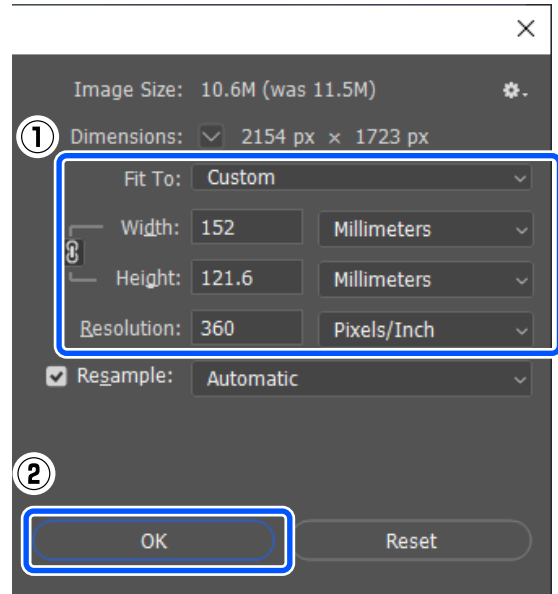 Image Size: 10.6M (was 11.5M)
①
Dimensions: 2154 px × 1723 px
Fit To: Custom
Width: 152 Millimeters
Height: 121.6 Millimeters
Resolution: 360 Pixels/Inch
Resample: Automatic
②
OK Reset